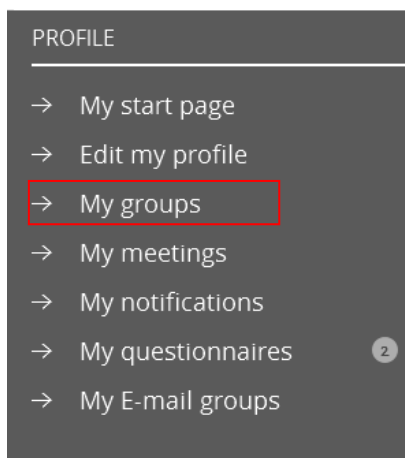 PROFILE
→ My start page
→ Edit my profile
→ My groups
→ My meetings
→ My notifications
→ My questionnaires 2
→ My E-mail groups